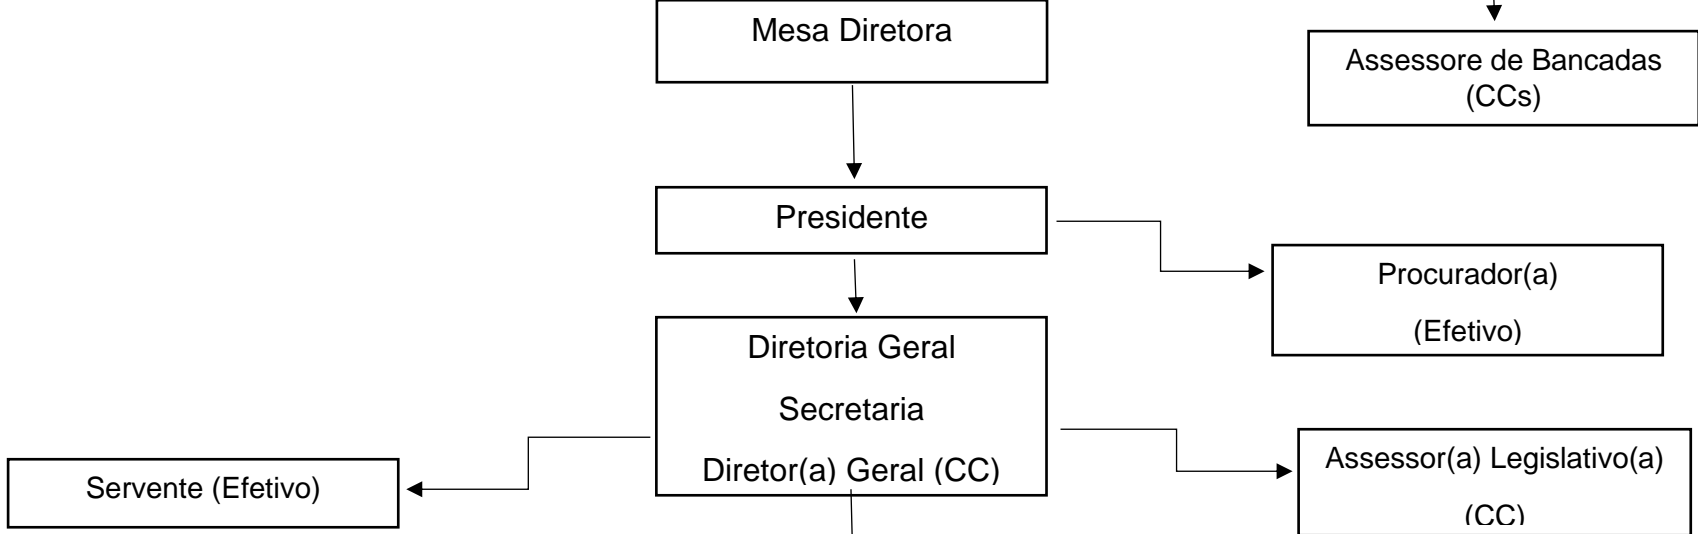 Mesa Diretora
Assessore de Bancadas
(CCs)
Presidente
Procurador(a)
(Efetivo)
Diretoria Geral
Secretaria
Diretor(a) Geral (CC)
Servente (Efetivo)
Assessor(a) Legislativo(a)
(CC)